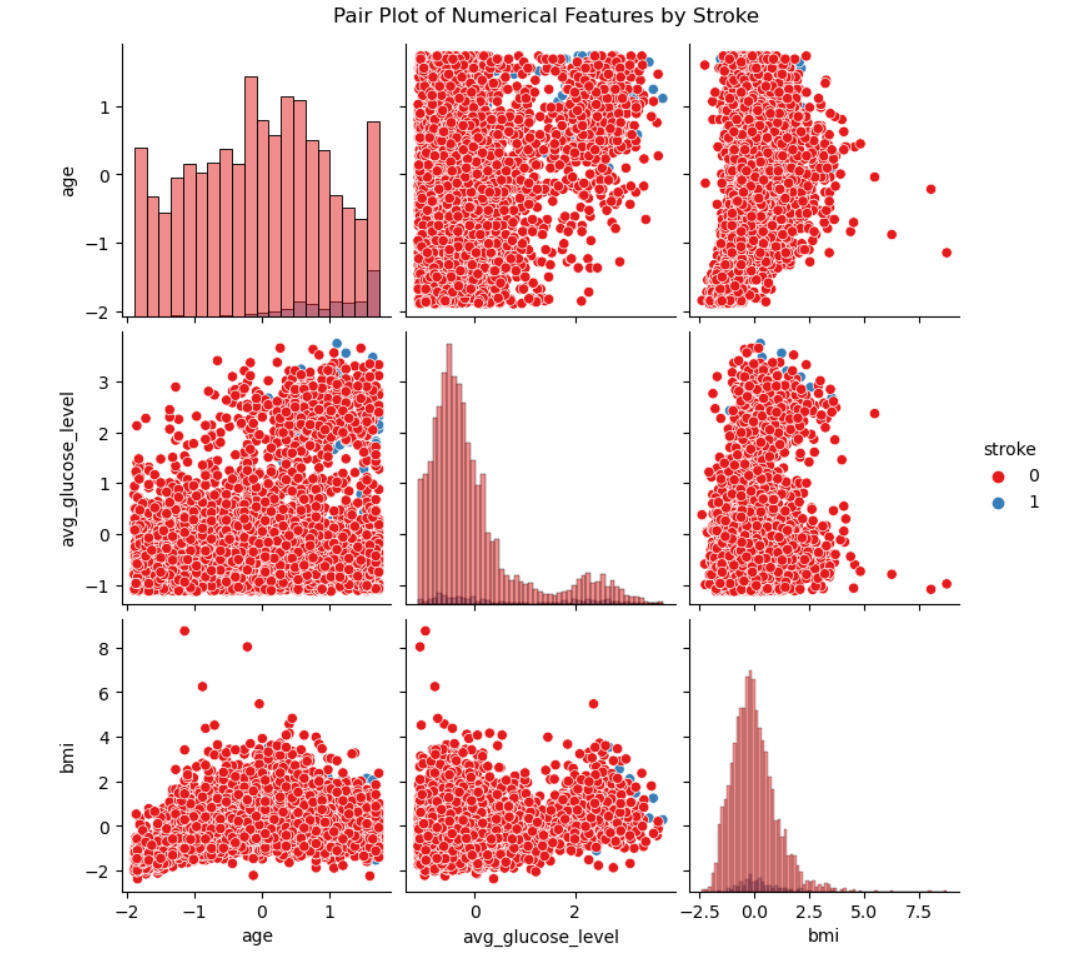 Pair Plot of Numerical Features by Stroke
age
1
0
−1
−2
avg_glucose_level
3
2
1
0
−1
stroke
0
1
bmi
8
6
4
2
0
−2
−2 −1 0 1
0 2
−2.5 0.0 2.5 5.0 7.5
age
avg_glucose_level
bmi